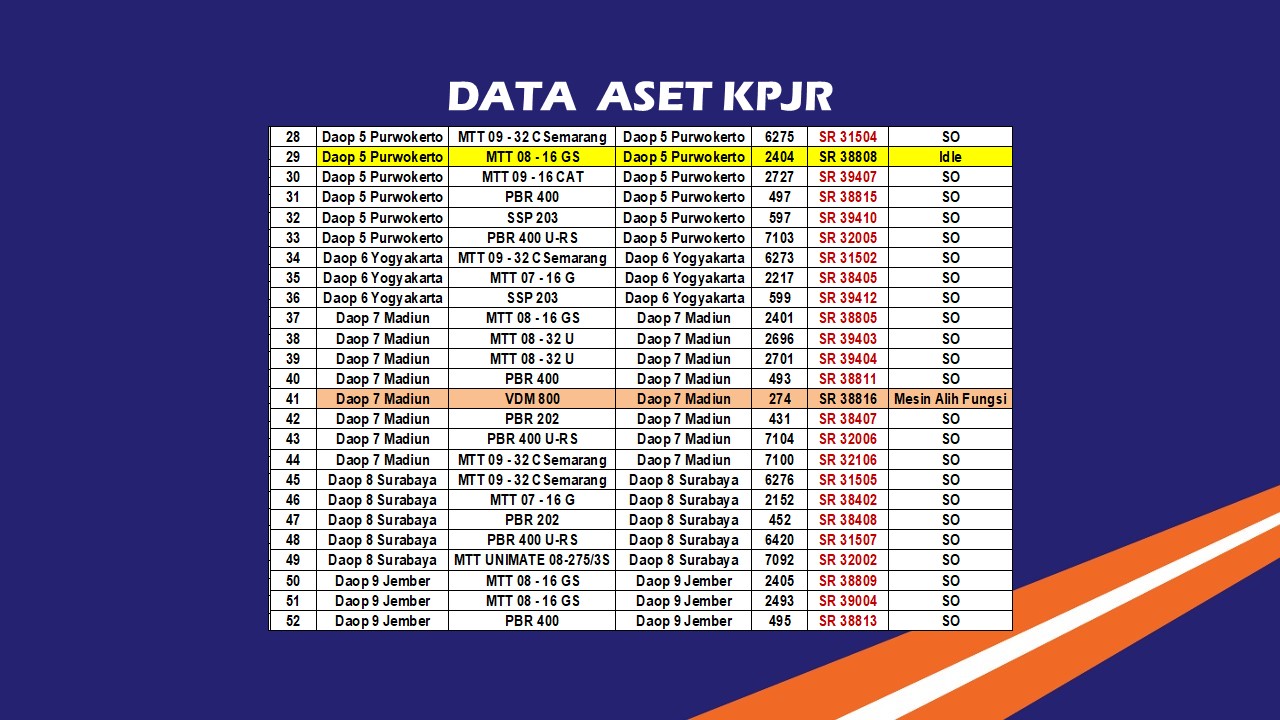 DATA ASET KPJR
28 Daop 5 Purwokerto MTT 09 - 32 C Semarang Daop 5 Purwokerto 6275 SR 31504 SO
29 Daop 5 Purwokerto MTT 08 - 16 GS Daop 5 Purwokerto 2404 SR 38808 Idle
30 Daop 5 Purwokerto MTT 09 - 16 CAT Daop 5 Purwokerto 2727 SR 39407 SO
31 Daop 5 Purwokerto PBR 400 Daop 5 Purwokerto 497 SR 38815 SO
32 Daop 5 Purwokerto SSP 203 Daop 5 Purwokerto 597 SR 39410 SO
33 Daop 5 Purwokerto PBR 400 U-RS Daop 5 Purwokerto 7103 SR 32005 SO
34 Daop 6 Yogyakarta MTT 09 - 32 C Semarang Daop 6 Yogyakarta 6273 SR 31502 SO
35 Daop 6 Yogyakarta MTT 07 - 16 G Daop 6 Yogyakarta 2217 SR 38405 SO
36 Daop 6 Yogyakarta SSP 203 Daop 6 Yogyakarta 599 SR 39412 SO
37 Daop 7 Madiun MTT 08 - 16 GS Daop 7 Madiun 2401 SR 38805 SO
38 Daop 7 Madiun MTT 08 - 32 U Daop 7 Madiun 2696 SR 39403 SO
39 Daop 7 Madiun MTT 08 - 32 U Daop 7 Madiun 2701 SR 39404 SO
40 Daop 7 Madiun PBR 400 Daop 7 Madiun 493 SR 38811 SO
41 Daop 7 Madiun VDM 800 Daop 7 Madiun 274 SR 38816 Mesin Alih Fungsi
42 Daop 7 Madiun PBR 202 Daop 7 Madiun 431 SR 38407 SO
43 Daop 7 Madiun PBR 400 U-RS Daop 7 Madiun 7104 SR 32006 SO
44 Daop 7 Madiun MTT 09 - 32 C Semarang Daop 7 Madiun 7100 SR 32106 SO
45 Daop 8 Surabaya MTT 09 - 32 C Semarang Daop 8 Surabaya 6276 SR 31505 SO
46 Daop 8 Surabaya MTT 07 - 16 G Daop 8 Surabaya 2152 SR 38402 SO
47 Daop 8 Surabaya PBR 202 Daop 8 Surabaya 452 SR 38408 SO
48 Daop 8 Surabaya PBR 400 U-RS Daop 8 Surabaya 6420 SR 31507 SO
49 Daop 8 Surabaya MTT UNIMATE 08-275/3S Daop 8 Surabaya 7092 SR 32002 SO
50 Daop 9 Jember MTT 08 - 16 GS Daop 9 Jember 2405 SR 38809 SO
51 Daop 9 Jember MTT 08 - 16 GS Daop 9 Jember 2493 SR 39004 SO
52 Daop 9 Jember PBR 400 Daop 9 Jember 495 SR 38813 SO